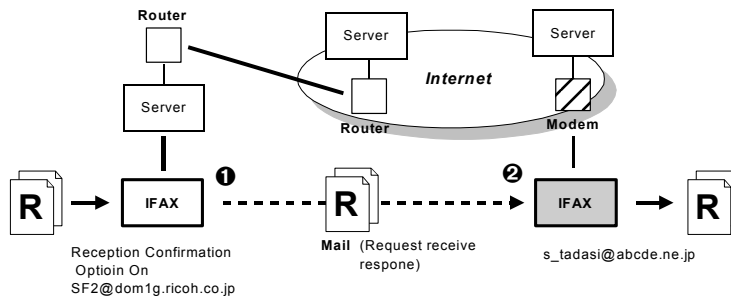 Router
Server
Server
Internet
Server
Router
Modem
❶
❷
R
IFAX
R
IFAX
R
Mail (Request receive
respone)
Reception Confirmation
Optioin On
SF2@dom1g.ricoh.co.jp
s_tadasi@abcde.ne.jp